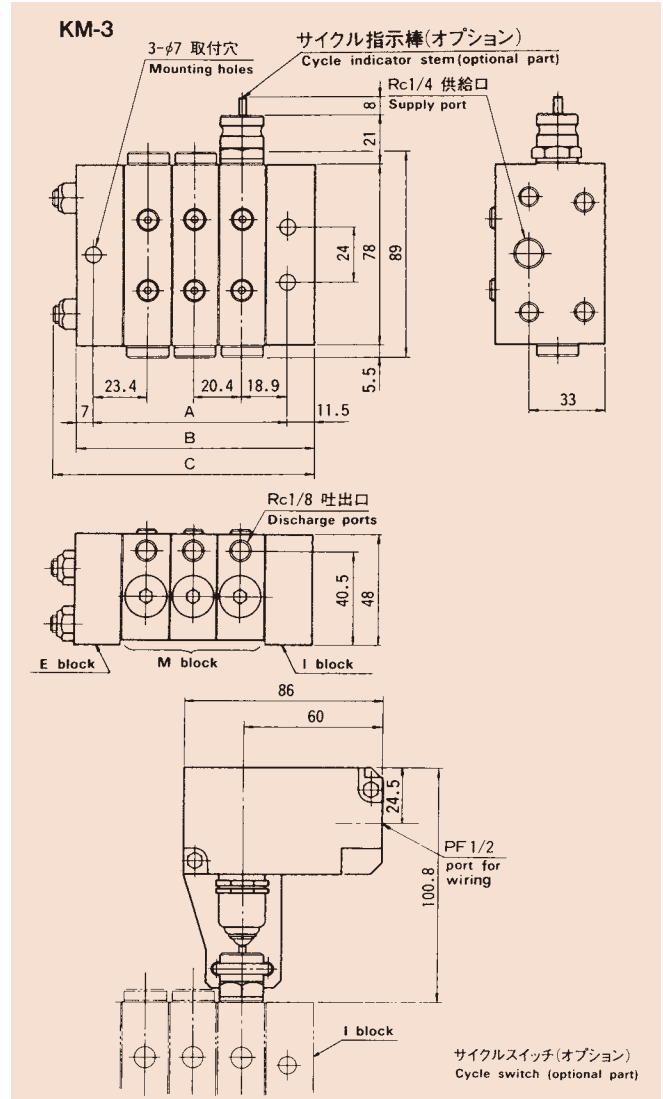 KM-3
3-φ7 取付穴
Mounting holes
サイクル指示棒(オプション)
Cycle indicator stem (optional part)
Rc1/4 供給口
Supply port
8
21
24
78
89
5.5
23.4
20.4
18.9
7
A
11.5
B
C
33
Rc1/8 吐出口
Discharge ports
40.5
48
E block
M block
I block
86
60
24.5
100.8
PF 1/2
port for
wiring
I block
サイクルスイッチ(オプション)
Cycle switch (optional part)